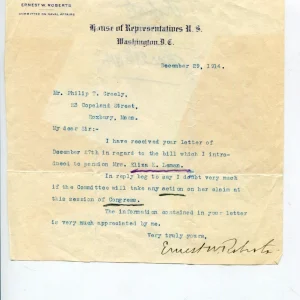 ERNEST W. ROBERTS
COMMITTEE ON NAVAL AFFAIRS
House of Representatives U.S.
Washington, D.C.
December 29, 1914.
Mr. Philip T. Greely,
Copeland Street,
Roxbury, Mass.
My dear Sir:-
I have received your letter of
December 27th in regard to the bill which I intro-
duced to pension Mrs. Ellen E.
In reply beg to say I doubt very much
if the Committee will take any action on her claim at
this session of Congress.
The information contained in your letter
is very much appreciated by me.
Very truly yours,
Ernest W Roberts